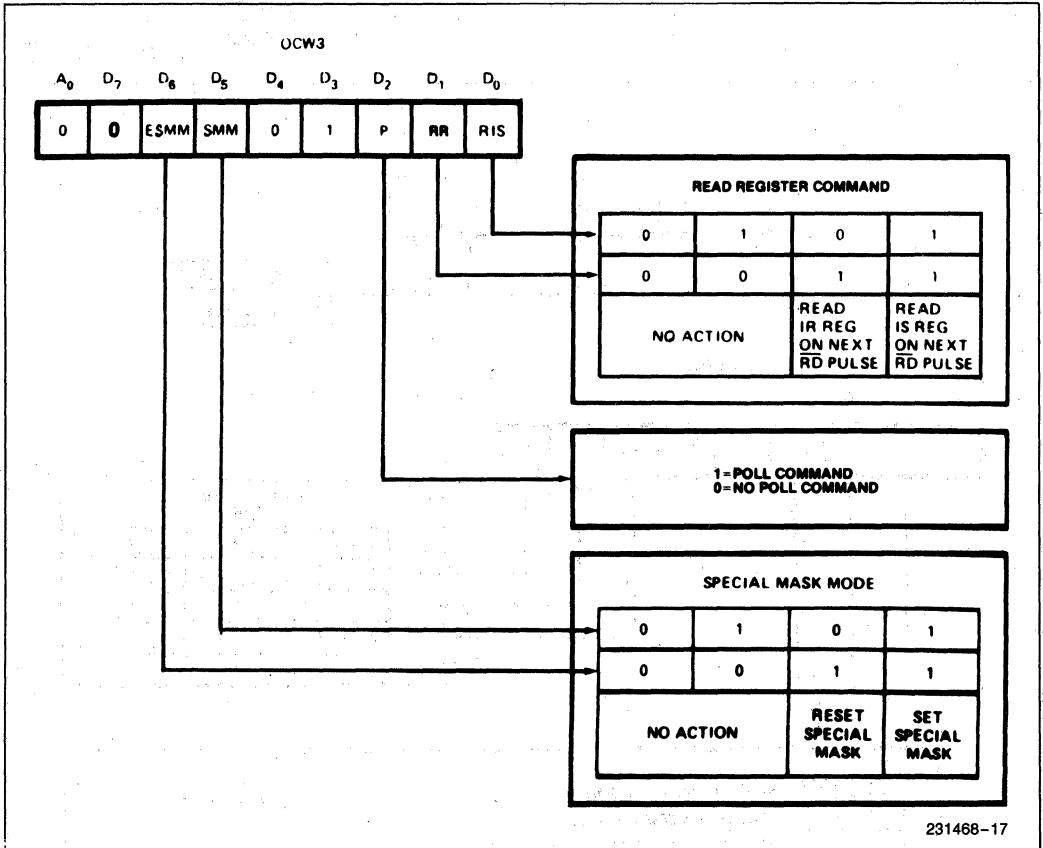 OCW3
A0 D7 D6 D5 D4 D3 D2 D1 D0
0 0 ESMM SMM 0 1 P RR RIS
READ REGISTER COMMAND
0 1 0 1
0 0 1 1
NO ACTION
READ
IR REG
ON NEXT
RD PULSE
READ
IS REG
ON NEXT
RD PULSE
1=POLL COMMAND
0=NO POLL COMMAND
SPECIAL MASK MODE
0 1 0 1
0 0 1 1
NO ACTION
RESET
SPECIAL
MASK
SET
SPECIAL
MASK
231468-17